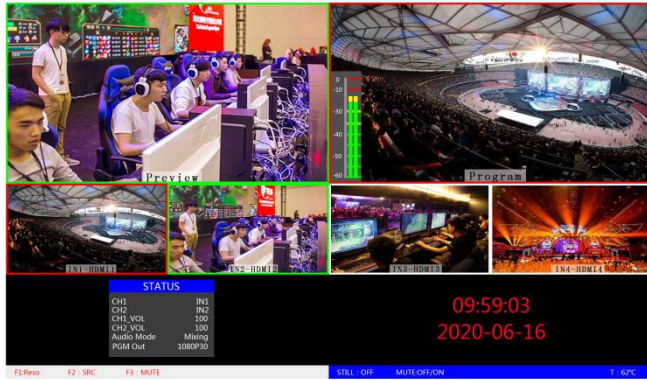 Preview
0
-10
-20
-30
-40
-50
-60
Program
IN1-HDMI1
IN2-HDMI2
IN3-HDMI3
IN4-HDMI4
STATUS
CH1 IN1
CH2 IN2
CH1_VOL 100
CH2_VOL 100
Audio Mode Mixing
PGM Out 1080P30
09:59:03
2020-06-16
F1:Reso F2 : SRC F3 : MUTE
STILL : OFF MUTE:OFF/ON T : 62℃